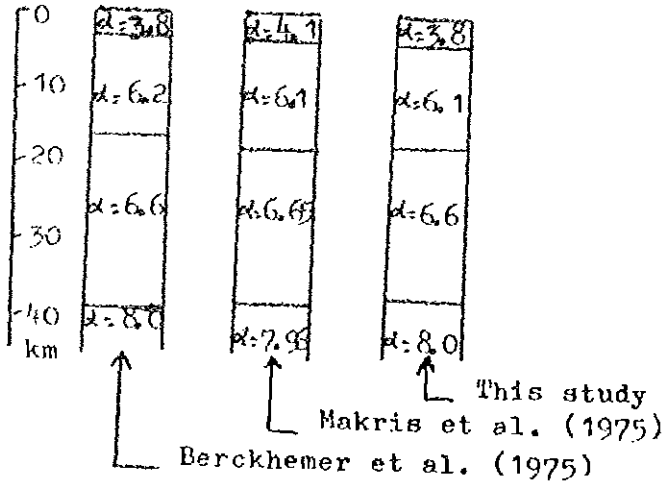 0
α=3.8 α=4.1 α=3.8
10
α=6.2 α=6.1 α=6.1
20
α=6.6 α=6.65 α=6.6
30
40
α=8.0 α=7.96 α=8.0
km
This study
Makris et al. (1975)
Berckhemer et al. (1975)